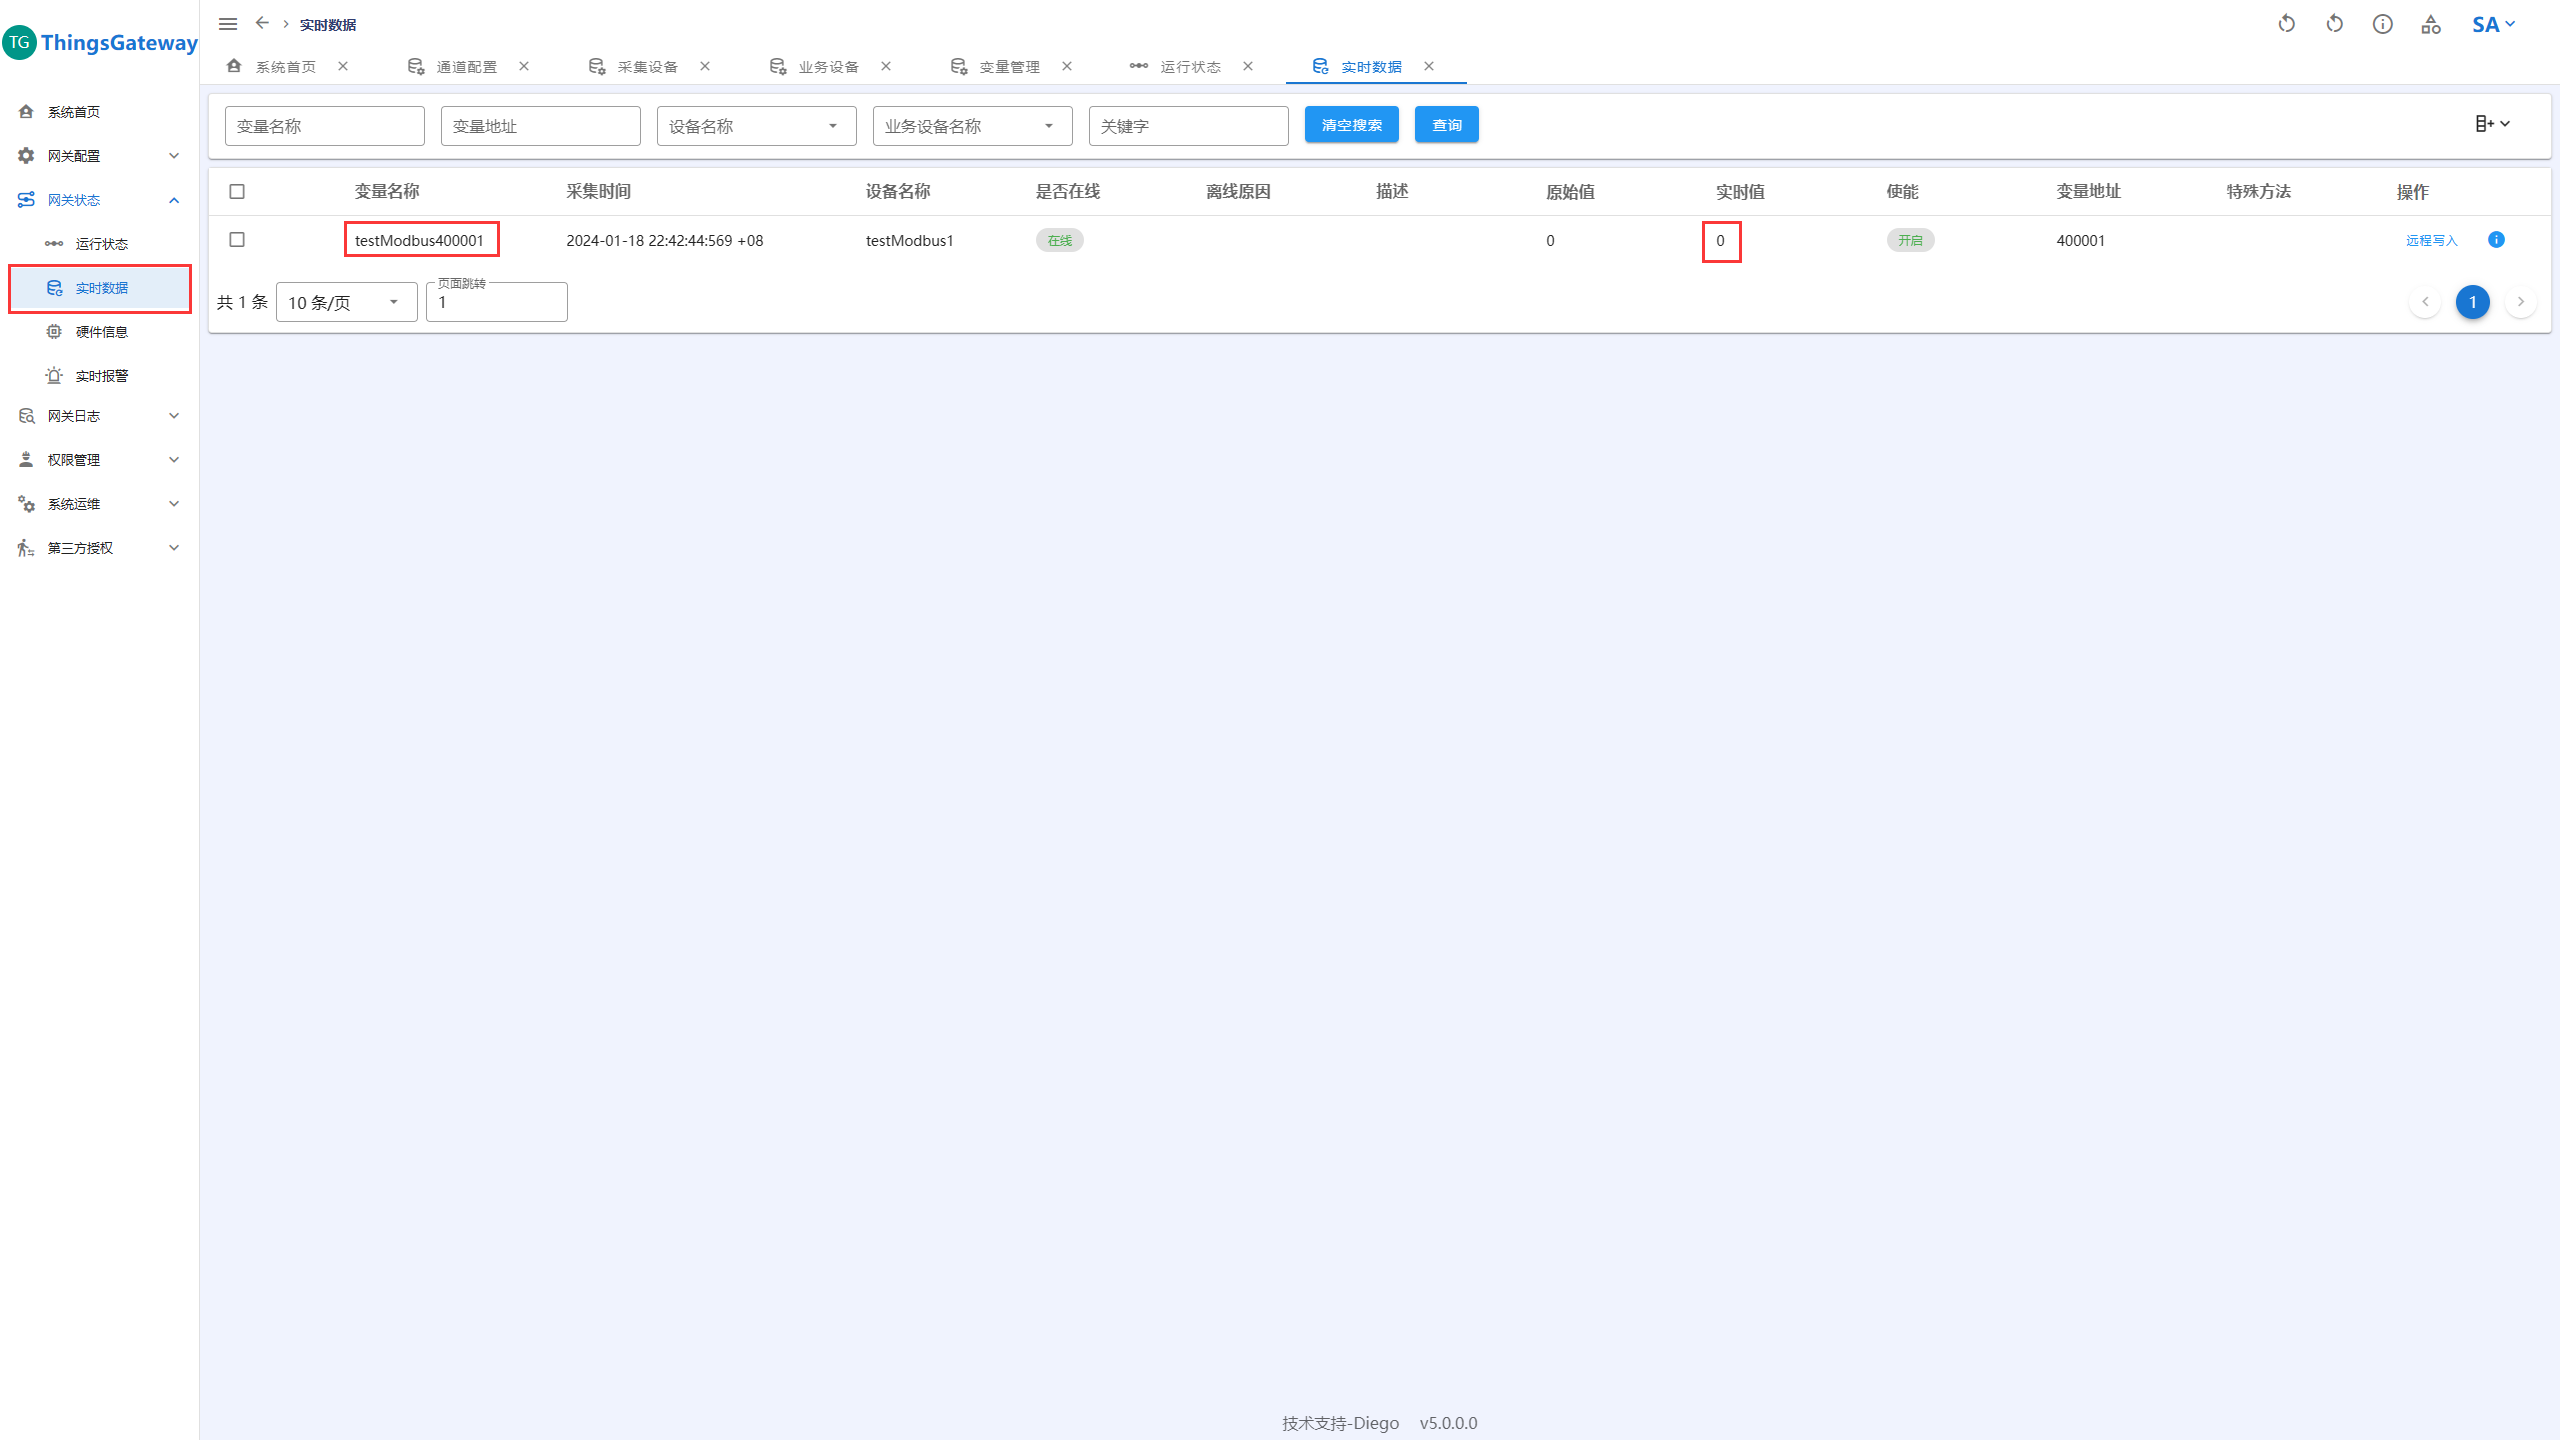 TG ThingsGateway
系统首页
网关配置
网关状态
运行状态
实时数据
硬件信息
实时报警
网关日志
权限管理
系统运维
第三方授权
实时数据
SA
系统首页 通道配置 采集设备 业务设备 变量管理 运行状态 实时数据
变量名称 变量地址 设备名称 业务设备名称 关键字 清空搜索 查询
变量名称 采集时间 设备名称 是否在线 离线原因 描述 原始值 实时值 使能 变量地址 特殊方法 操作
testModbus400001 2024-01-18 22:42:44:569 +08 testModbus1 在线 0 0 开启 400001 远程写入
页面跳转
共 1 条 10 条/页 1 1
技术支持-Diego v5.0.0.0